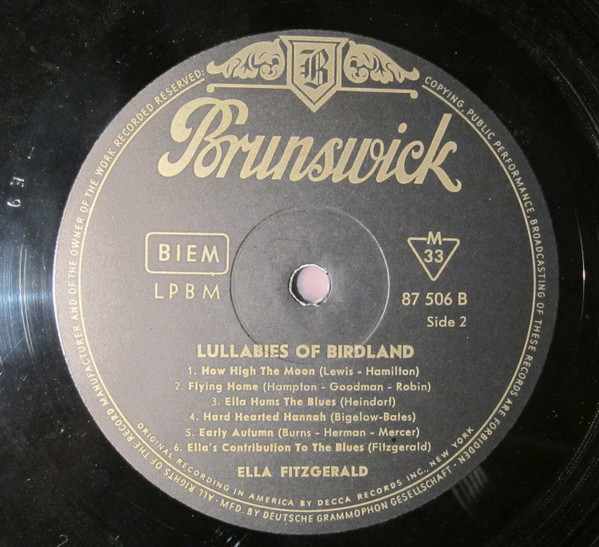 B
Brunswick
BIEM
LPBM
M
33
87 506 B
Side 2
LULLABIES OF BIRDLAND
1. How High The Moon (Lewis - Hamilton)
2. Flying Home (Hampton - Goodman - Robin)
3. Ella Hums The Blues (Heindorf)
4. Hard Hearted Hannah (Bigelow-Bates)
5. Early Autumn (Burns - Herman - Mercer)
6. Ella's Contribution To The Blues (Fitzgerald)
ELLA FITZGERALD
ORIGINAL RECORDING IN AMERICA BY DECCA RECORDS INC., NEW YORK
ALL RIGHTS OF THE RECORD MANUFACTURER AND OF THE OWNER OF THE WORK RECORDED RESERVED:
COPYING, PUBLIC PERFORMANCE, BROADCASTING OF THESE RECORDS ARE FORBIDDEN
· MFD. BY DEUTSCHE GRAMMOPHON GESELLSCHAFT ·